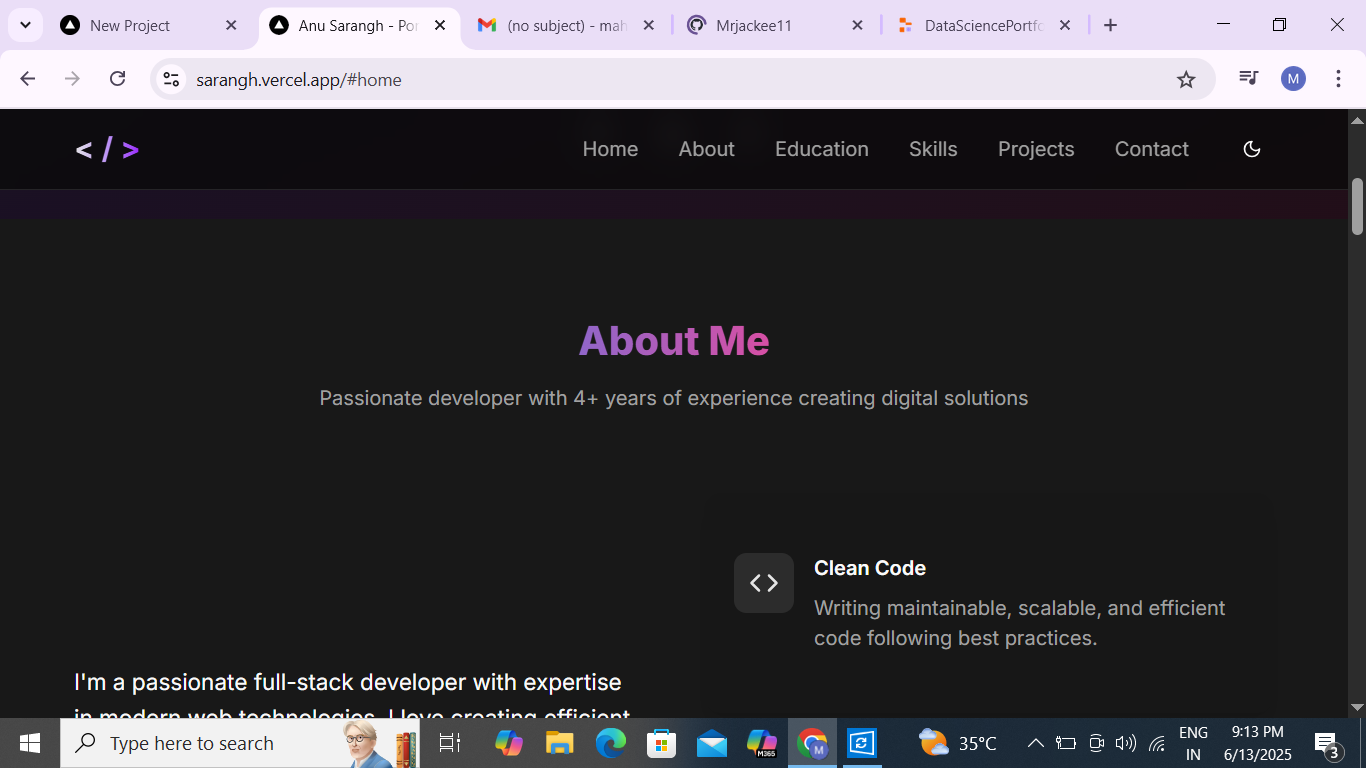 New Project
Anu Sarangh - Por
(no subject) - mah
Mrjackee11
DataSciencePortfo
sarangh.vercel.app/#home
M
</>
Home
About
Education
Skills
Projects
Contact
About Me
Passionate developer with 4+ years of experience creating digital solutions
Clean Code
Writing maintainable, scalable, and efficient
code following best practices.
I'm a passionate full-stack developer with expertise
in modern web technologies. I love creating efficient
Type here to search
M365
M
35°C
ENG
IN
9:13 PM
6/13/2025
3